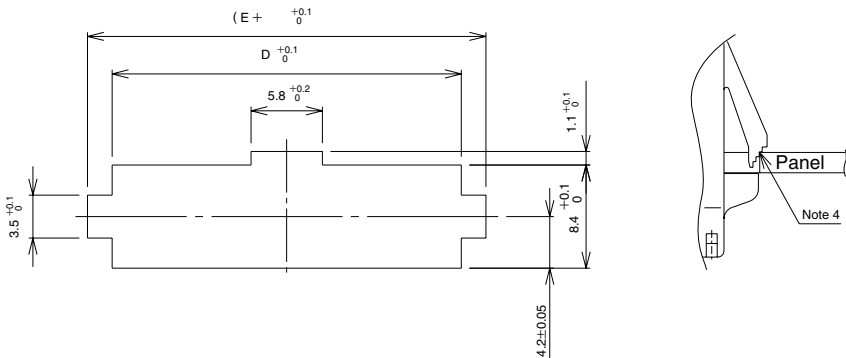 (E+ +0.1 0
D +0.1 0
5.8 +0.2 0
1.1 +0.1 0
3.5 +0.1 0
8.4 +0.1 0
4.2±0.05
Panel
Note 4